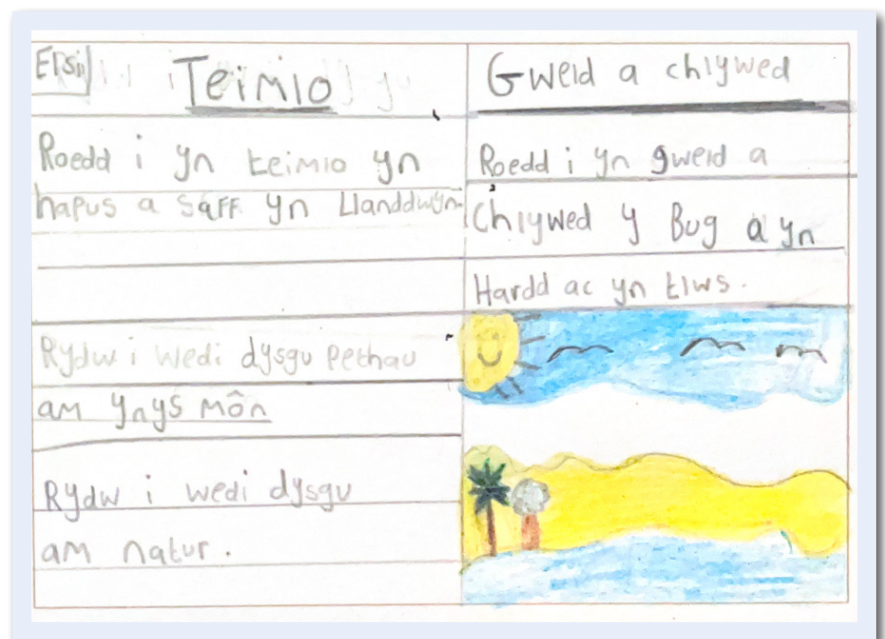 Teimlo
Roedd i yn teimlo yn
hapus a saff yn Llanddwyn.
Rydw i wedi dysgu pethau
am ynys môn
Rydw i wedi dysgu
am natur.
Gweld a chlywed
Roedd i yn gweld a
Chlywed y Bug a yn
Hardd ac yn tlws.